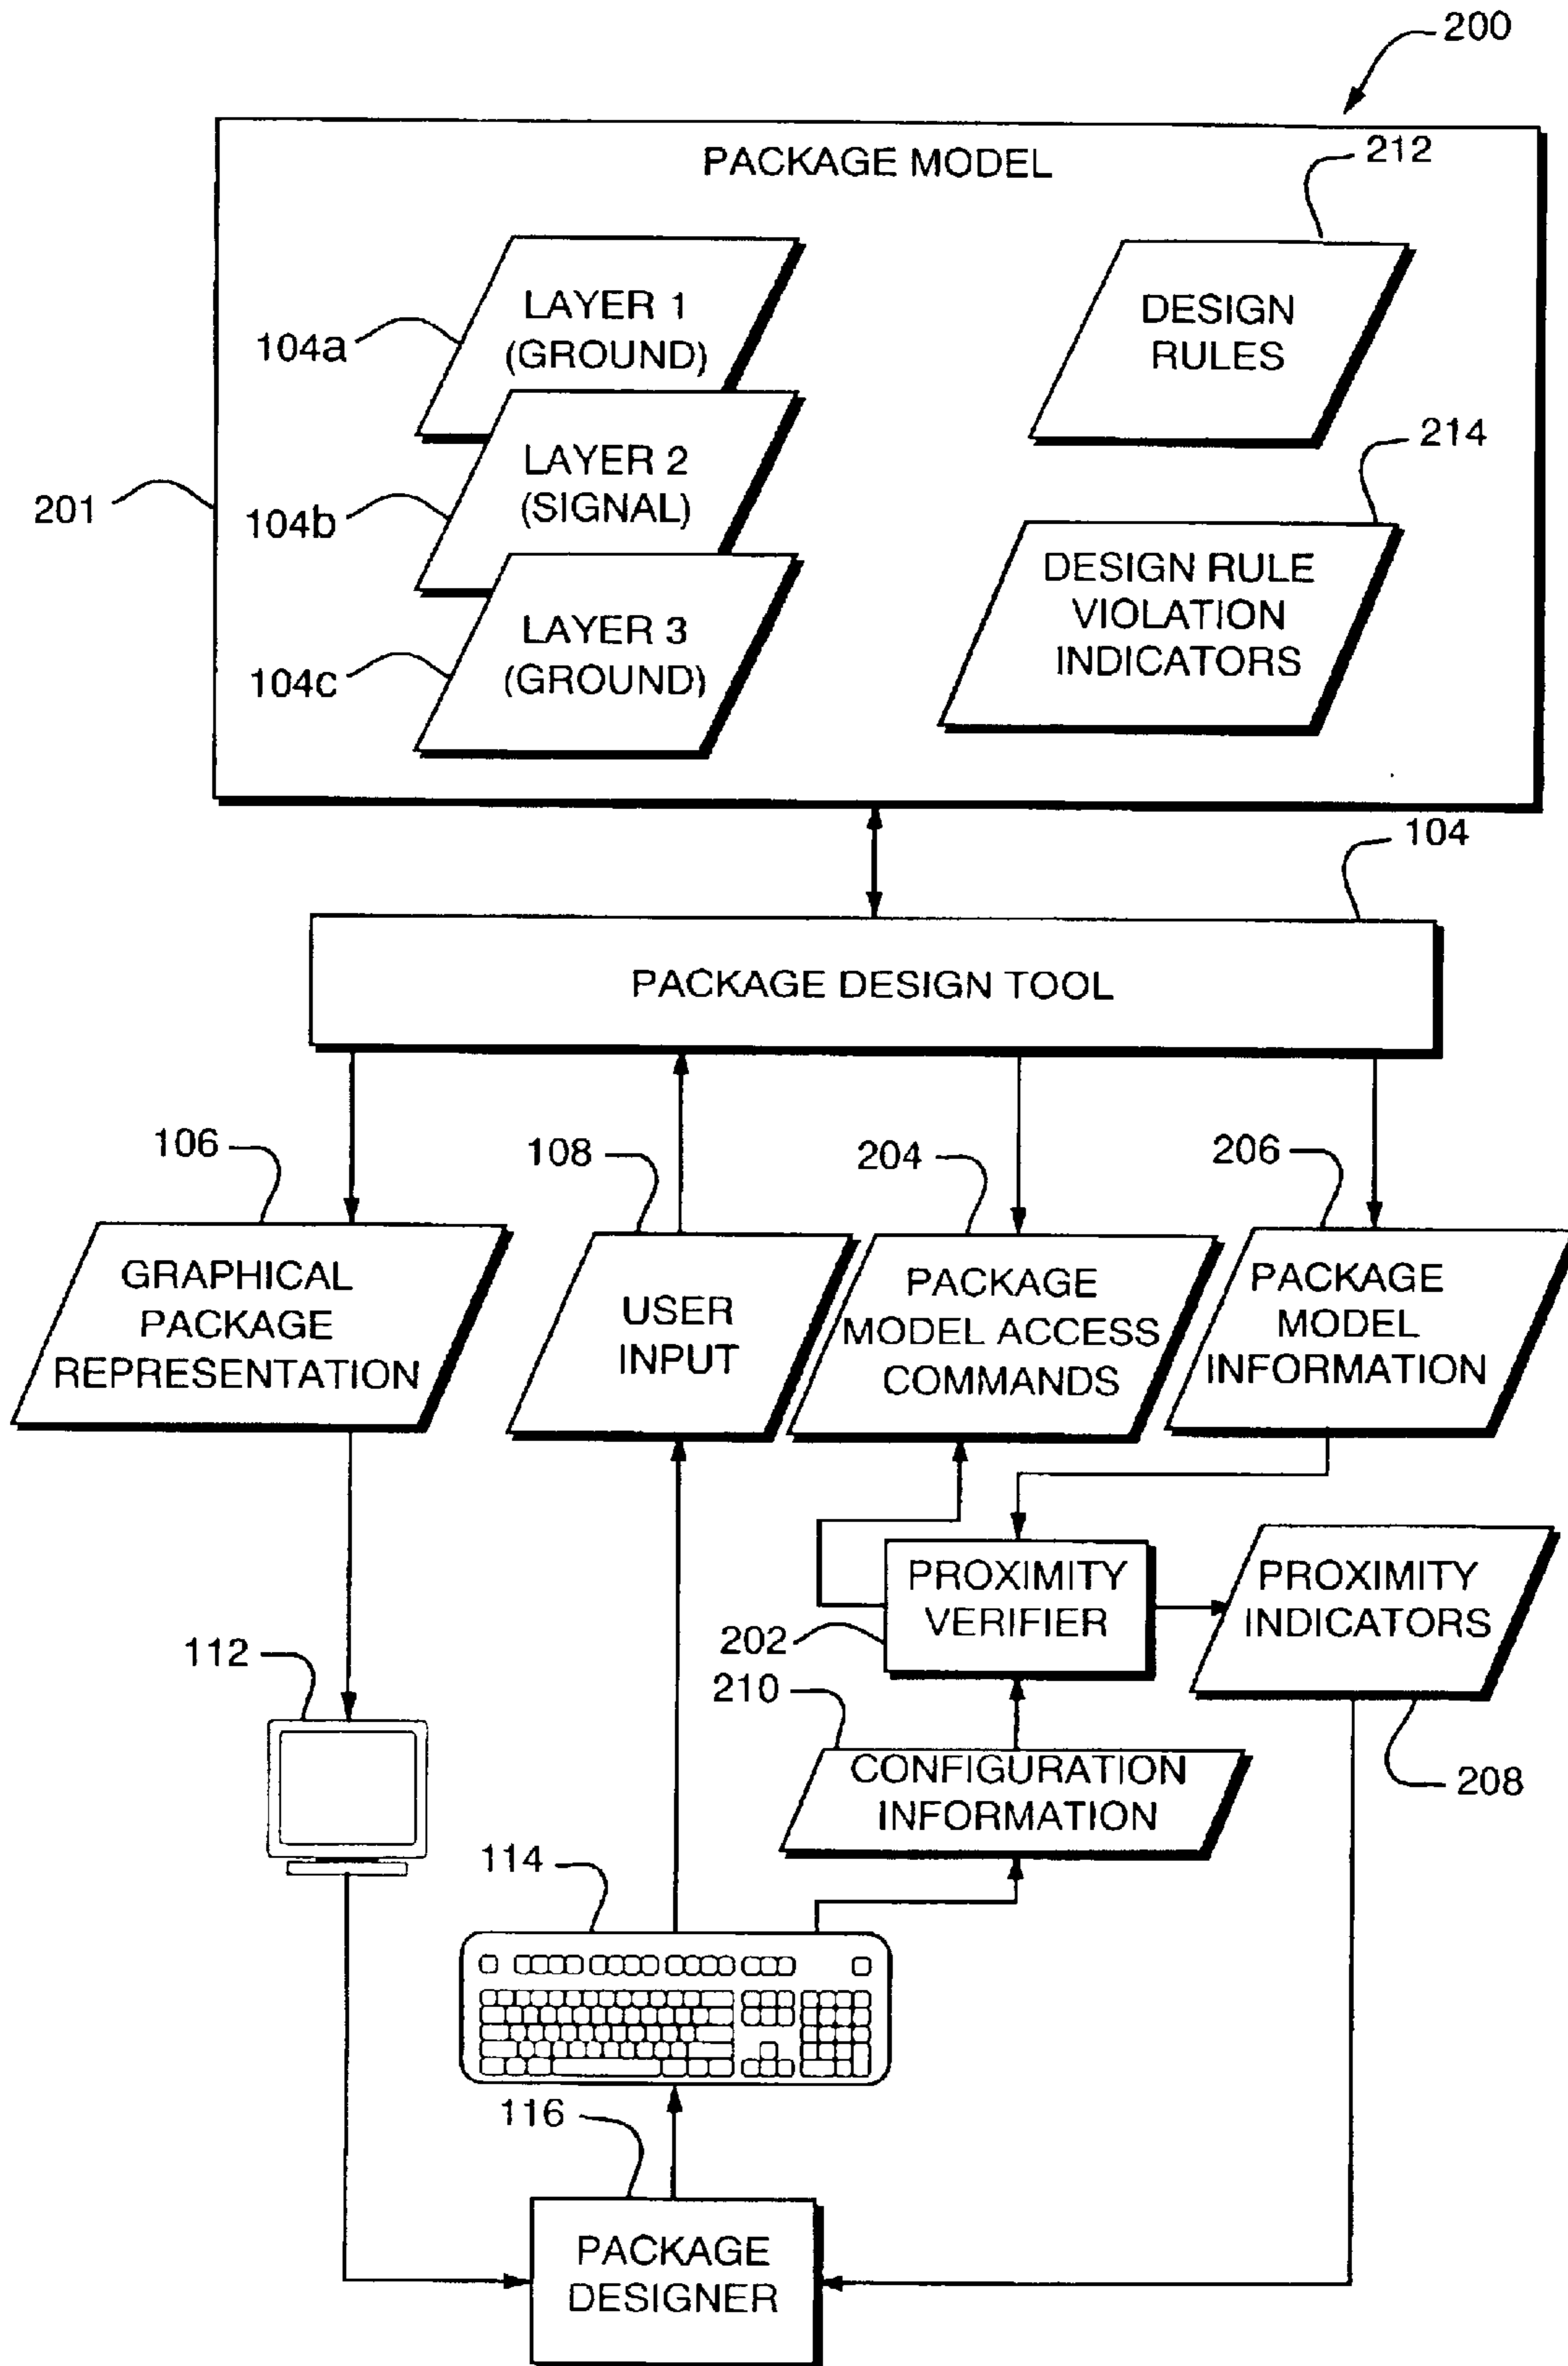 200
PACKAGE MODEL
212
LAYER 1
(GROUND)
104a
DESIGN
RULES
214
LAYER 2
(SIGNAL)
201
104b
DESIGN RULE
VIOLATION
INDICATORS
LAYER 3
(GROUND)
104c
104
PACKAGE DESIGN TOOL
106
108
204
206
GRAPHICAL
PACKAGE
REPRESENTATION
USER
INPUT
PACKAGE
MODEL ACCESS
COMMANDS
PACKAGE
MODEL
INFORMATION
PROXIMITY
VERIFIER
202
PROXIMITY
INDICATORS
112
210
208
CONFIGURATION
INFORMATION
114
116
PACKAGE
DESIGNER